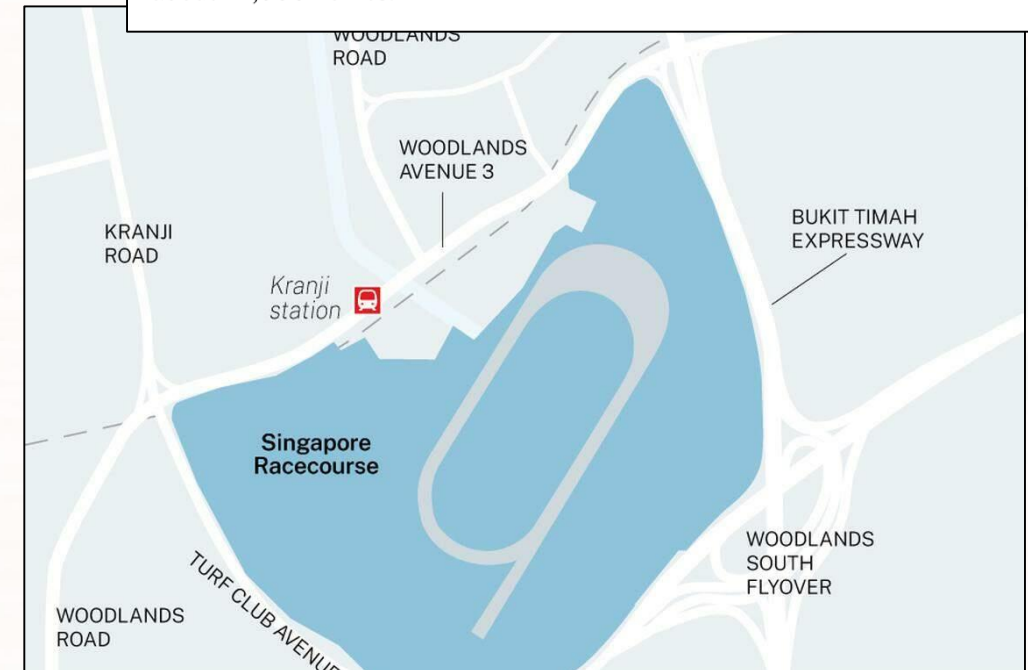 WOODLANDS
ROAD
WOODLANDS
AVENUE 3
BUKIT TIMAH
EXPRESSWAY
KRANJI
ROAD
Kranji
station
Singapore
Racecourse
WOODLANDS
SOUTH
FLYOVER
TURF CLUB AVENUE
WOODLANDS
ROAD